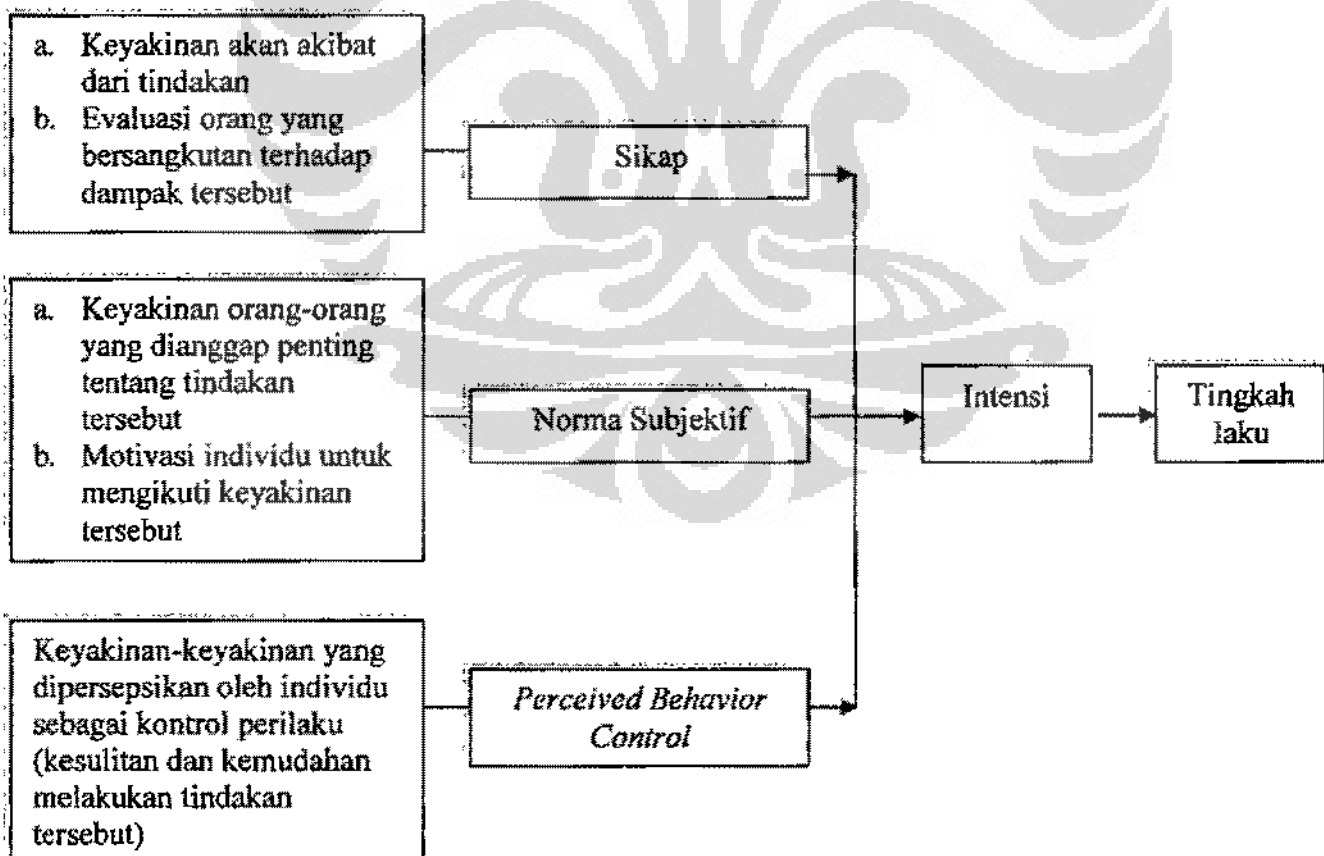 a. Keyakinan akan akibat
dari tindakan
b. Evaluasi orang yang
bersangkutan terhadap
dampak tersebut
Sikap
a. Keyakinan orang-orang
yang dianggap penting
tentang tindakan
tersebut
b. Motivasi individu untuk
mengikuti keyakinan
tersebut
Norma Subjektif
Intensi
Tingkah
laku
Keyakinan-keyakinan yang
dipersepsikan oleh individu
sebagai kontrol perilaku
(kesulitan dan kemudahan
melakukan tindakan
tersebut)
Perceived Behavior
Control